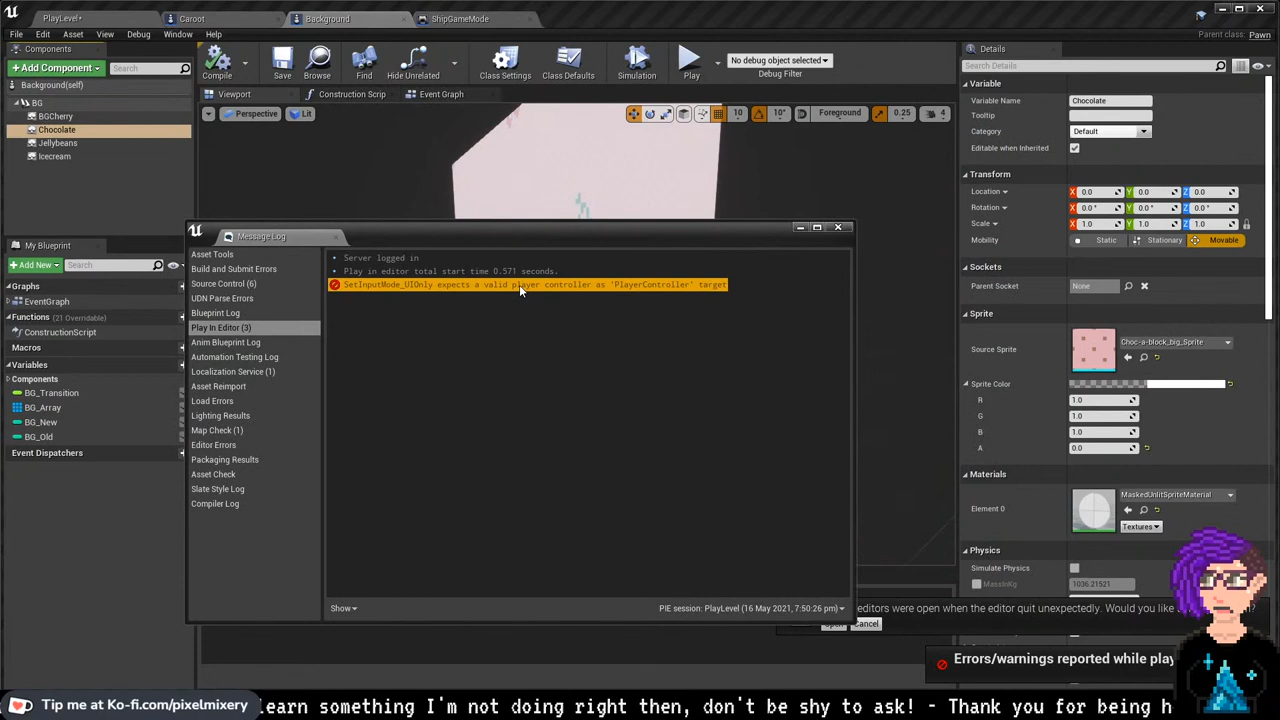 PlayLevel•
Caroot
Background
ShipGameMode
File Edit Asset View Debug Window Help
Parent class: Pawn
Components
Details
+ Add Component
Search
Compile
Save
Browse
Find
Hide Unrelated
Class Settings
Class Defaults
Simulation
Play
No debug object selected
Debug Filter
Search Details
Background(self)
Viewport
Construction Scrip
Event Graph
BG
BGCherry
Chocolate
Jellybeans
Icecream
Perspective
Lit
10
10°
Foreground
0.25
4
Variable
Variable Name
Chocolate
Tooltip
Category
Default
Editable when Inherited
Transform
Location
X 0.0 Y 0.0 Z 0.0
Rotation
X 0.0 ° Y 0.0 ° Z 0.0 °
Scale
X 1.0 Y 1.0 Z 1.0
Mobility
Static
Stationary
Movable
Sockets
Parent Socket
None
Sprite
Source Sprite
Choc-a-block_big_Sprite
Sprite Color
R 1.0
G 1.0
B 1.0
A 0.0
Materials
Element 0
MaskedUnlitSpriteMaterial
Textures
Physics
Simulate Physics
MassInKg
1036.21521
My Blueprint
+ Add New
Search
Graphs
EventGraph
Functions (21 Overridable)
ConstructionScript
Macros
Variables
Components
BG_Transition
BG_Array
BG_New
BG_Old
Event Dispatchers
Message Log
Asset Tools
Build and Submit Errors
Source Control (6)
UDN Parse Errors
Blueprint Log
Play In Editor (3)
Anim Blueprint Log
Automation Testing Log
Localization Service (1)
Asset Reimport
Load Errors
Lighting Results
Map Check (1)
Editor Errors
Packaging Results
Asset Check
Slate Style Log
Compiler Log
• Server logged in
• Play in editor total start time 0.571 seconds.
SetInputMode_UIOnly expects a valid player controller as 'PlayerController' target
Show
PIE session: PlayLevel (16 May 2021, 7:50:26 pm)
editors were open when the editor quit unexpectedly. Would you like
Cancel
Errors/warnings reported while play
Tip me at Ko-fi.com/pixelmixery
learn something I'm not doing right then, don't be shy to ask! - Thank you for being h